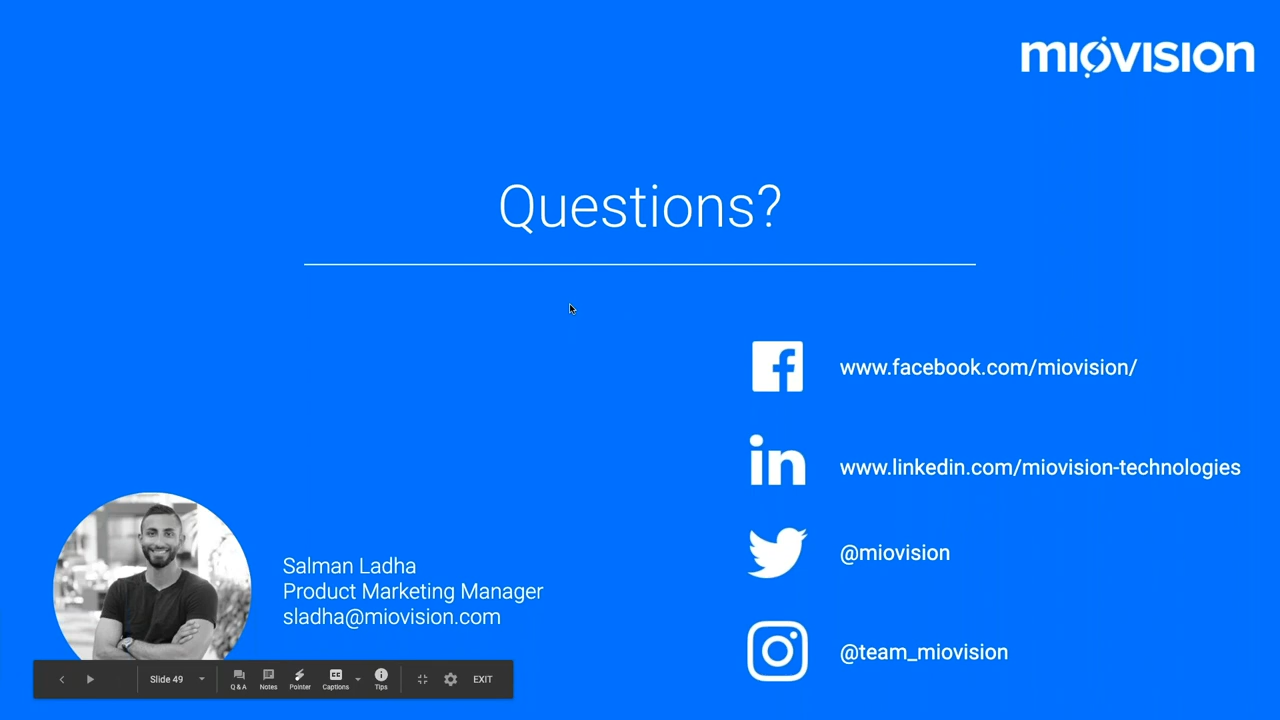 miovision
Questions?
www.facebook.com/miovision/
www.linkedin.com/miovision-technologies
@miovision
@team_miovision
Salman Ladha
Product Marketing Manager
sladha@miovision.com
Slide 49
Q & A
Notes
Pointer
CC
Captions
Tips
EXIT